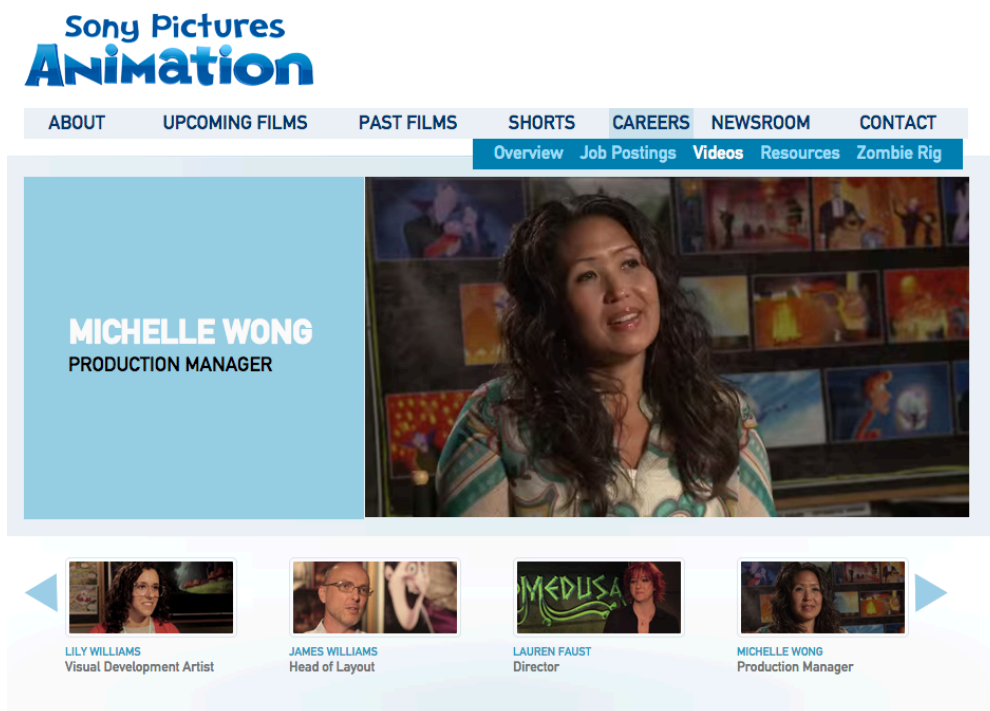 Sony Pictures
Animation
ABOUT UPCOMING FILMS PAST FILMS SHORTS CAREERS NEWSROOM CONTACT
Overview Job Postings Videos Resources Zombie Rig
MICHELLE WONG
PRODUCTION MANAGER
MEDUSA
LILY WILLIAMS JAMES WILLIAMS LAUREN FAUST MICHELLE WONG
Visual Development Artist Head of Layout Director Production Manager